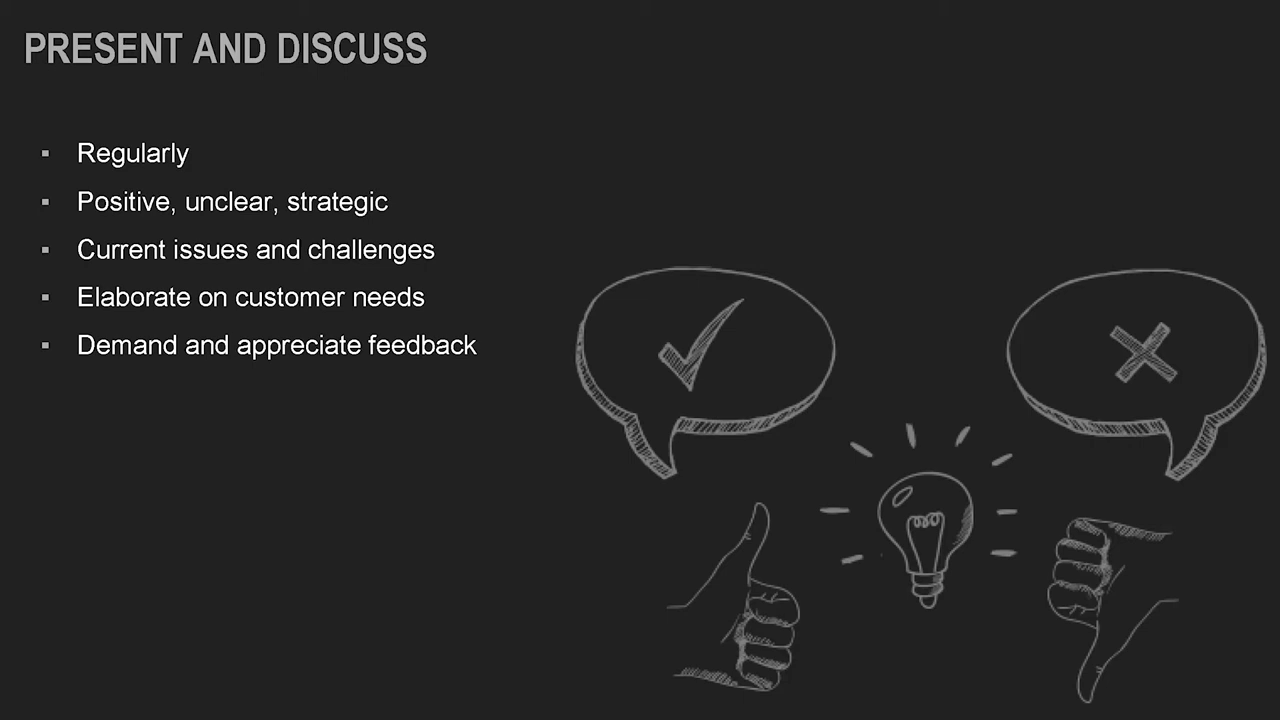 PRESENT AND DISCUSS
Regularly
Positive, unclear, strategic
Current issues and challenges
Elaborate on customer needs
Demand and appreciate feedback